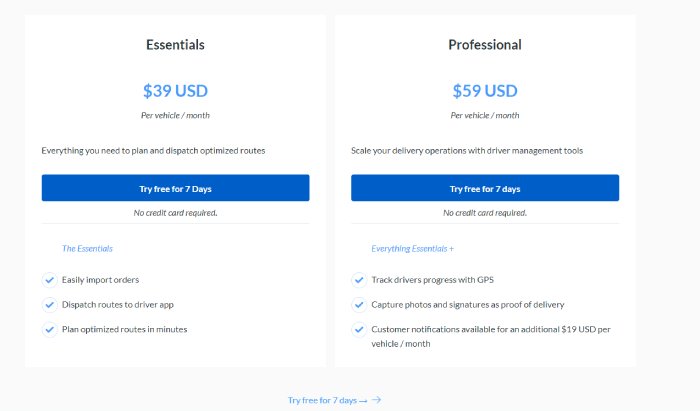 Essentials
$39 USD
Per vehicle / month
Everything you need to plan and dispatch optimized routes
Try free for 7 Days
No credit card required.
The Essentials
Easily import orders
Dispatch routes to driver app
Plan optimized routes in minutes
Professional
$59 USD
Per vehicle / month
Scale your delivery operations with driver management tools
Try free for 7 days
No credit card required.
Everything Essentials +
Track drivers progress with GPS
Capture photos and signatures as proof of delivery
Customer notifications available for an additional $19 USD per
vehicle / month
Try free for 7 days → →